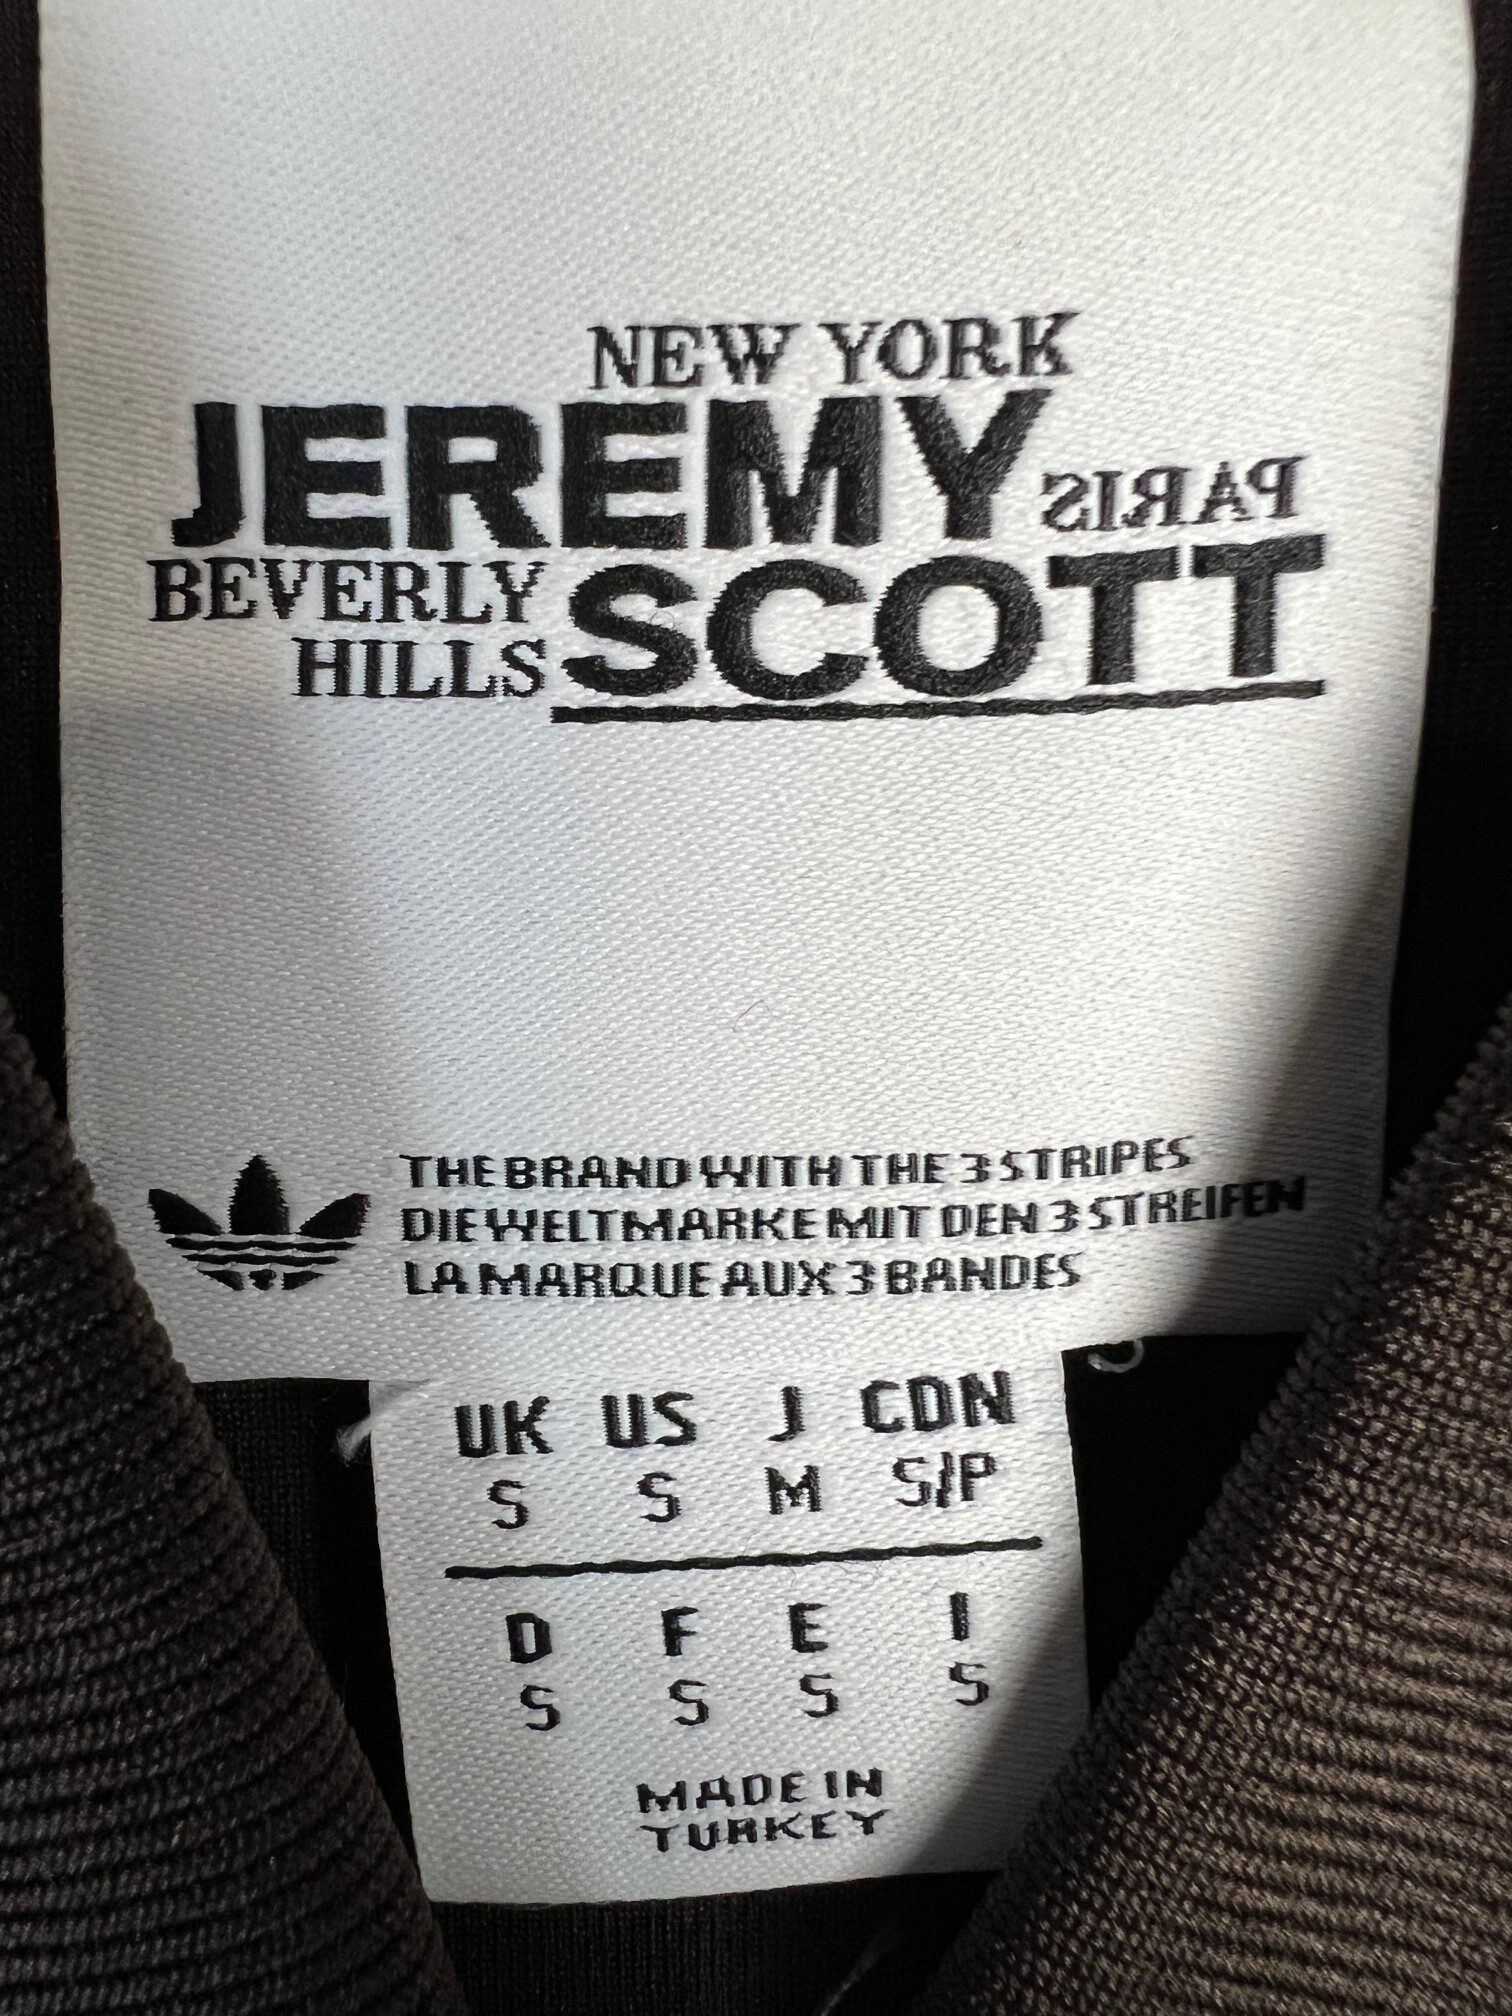 NEW YORK
JEREMY
PARIS
BEVERLY
SCOTT
HILLS
THE BRAND WITH THE 3 STRIPES
DIE WELTMARKE MIT DEN 3 STREIFEN
LA MARQUE AUX 3 BANDES
UK US J CDN
S S M S/P
D F E I
S S S S
MADE IN
TURKEY